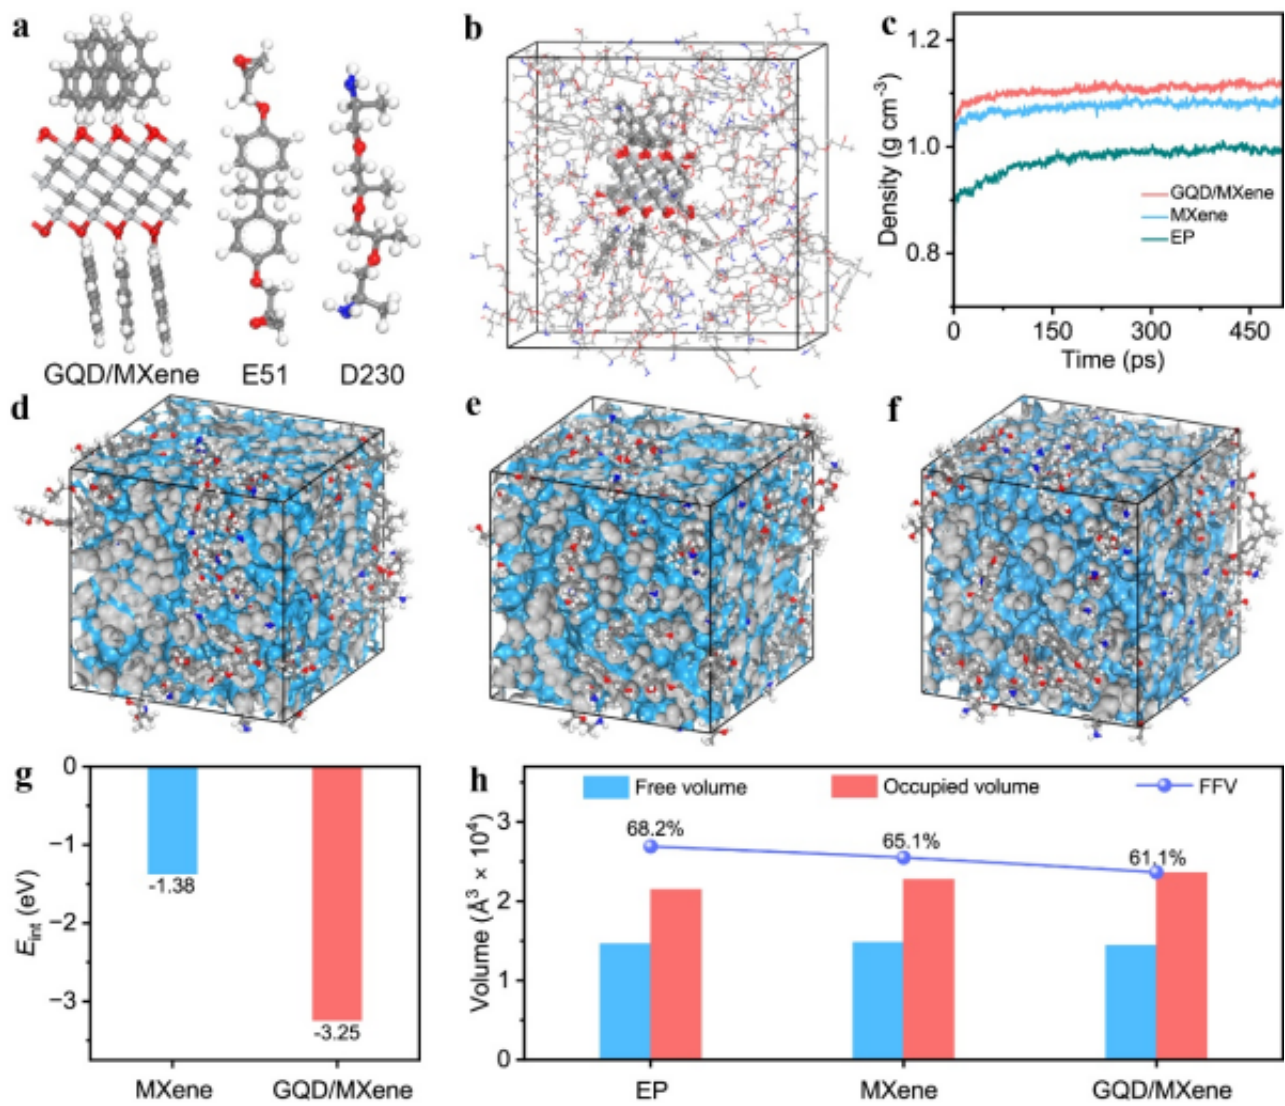 a
GQD/MXene
E51
D230
b
c
Density (g cm⁻³)
1.2
1.0
0.8
GQD/MXene
MXene
EP
0
150
300
450
Time (ps)
d
e
f
g
E_int (eV)
0
−1
−2
−3
-1.38
-3.25
MXene
GQD/MXene
h
Volume (Å³ × 10⁴)
3
2
1
0
Free volume
Occupied volume
FFV
68.2%
65.1%
61.1%
EP
MXene
GQD/MXene